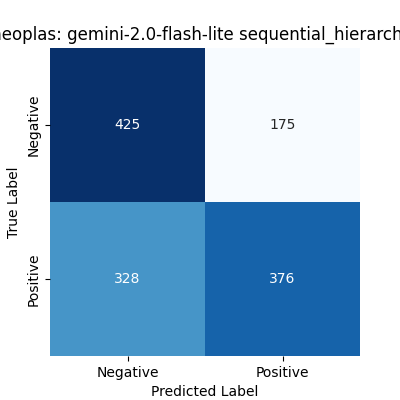 neoplas: gemini-2.0-flash-lite sequential_hierarch
True Label
Negative
425
175
Positive
328
376
Negative
Positive
Predicted Label